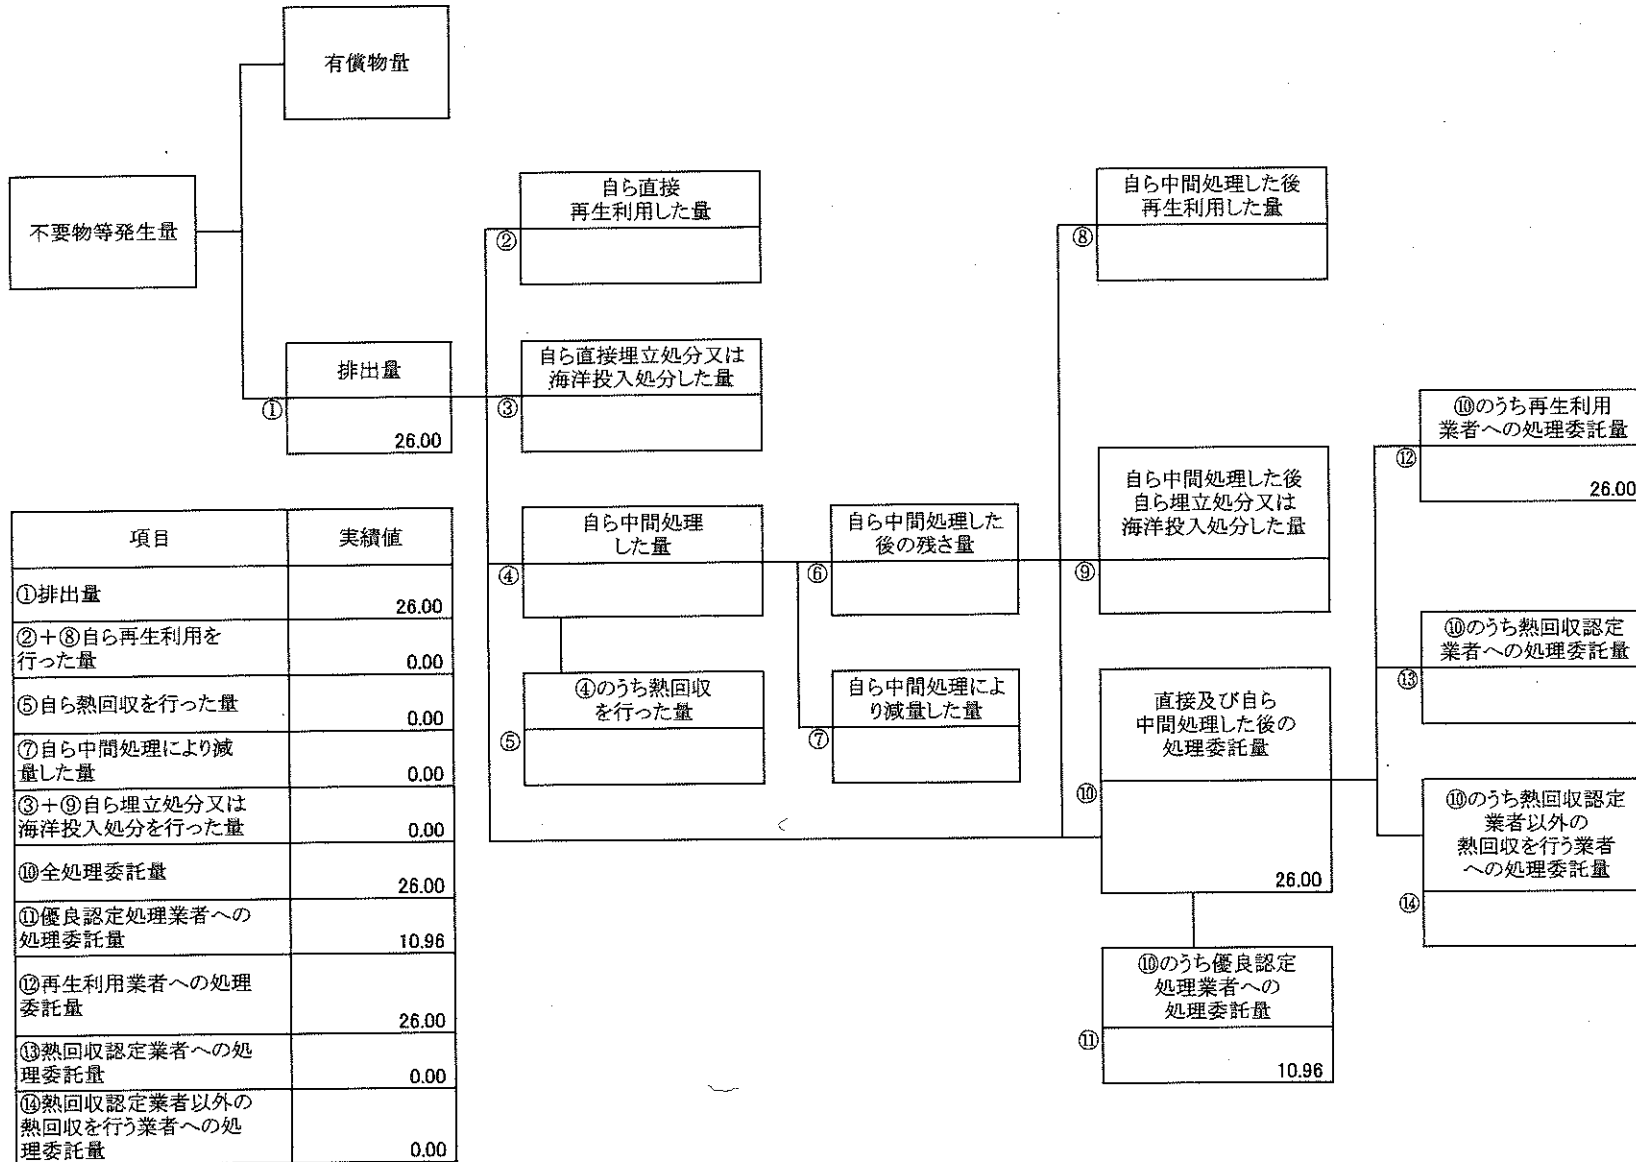 有償物量
不要物等発生量
排出量
①
26.00
自ら直接
再生利用した量
②
自ら直接埋立処分又は
海洋投入処分した量
③
自ら中間処理
した量
④
④のうち熱回収
を行った量
⑤
自ら中間処理した
後の残さ量
⑥
自ら中間処理によ
り減量した量
⑦
自ら中間処理した後
再生利用した量
⑧
自ら中間処理した後
自ら埋立処分又は
海洋投入処分した量
⑨
直接及び自ら
中間処理した後の
処理委託量
⑩
26.00
⑩のうち優良認定
処理業者への
処理委託量
⑪
10.96
⑩のうち再生利用
業者への処理委託量
⑫
26.00
⑩のうち熱回収認定
業者への処理委託量
⑬
⑩のうち熱回収認定
業者以外の
熱回収を行う業者
への処理委託量
⑭
項目 実績値
①排出量 26.00
②+⑧自ら再生利用を
行った量 0.00
⑤自ら熱回収を行った量 0.00
⑦自ら中間処理により減
量した量 0.00
③+⑨自ら埋立処分又は
海洋投入処分を行った量 0.00
⑩全処理委託量 26.00
⑪優良認定処理業者への
処理委託量 10.96
⑫再生利用業者への処理
委託量 26.00
⑬熱回収認定業者への処
理委託量 0.00
⑭熱回収認定業者以外の
熱回収を行う業者への処
理委託量 0.00